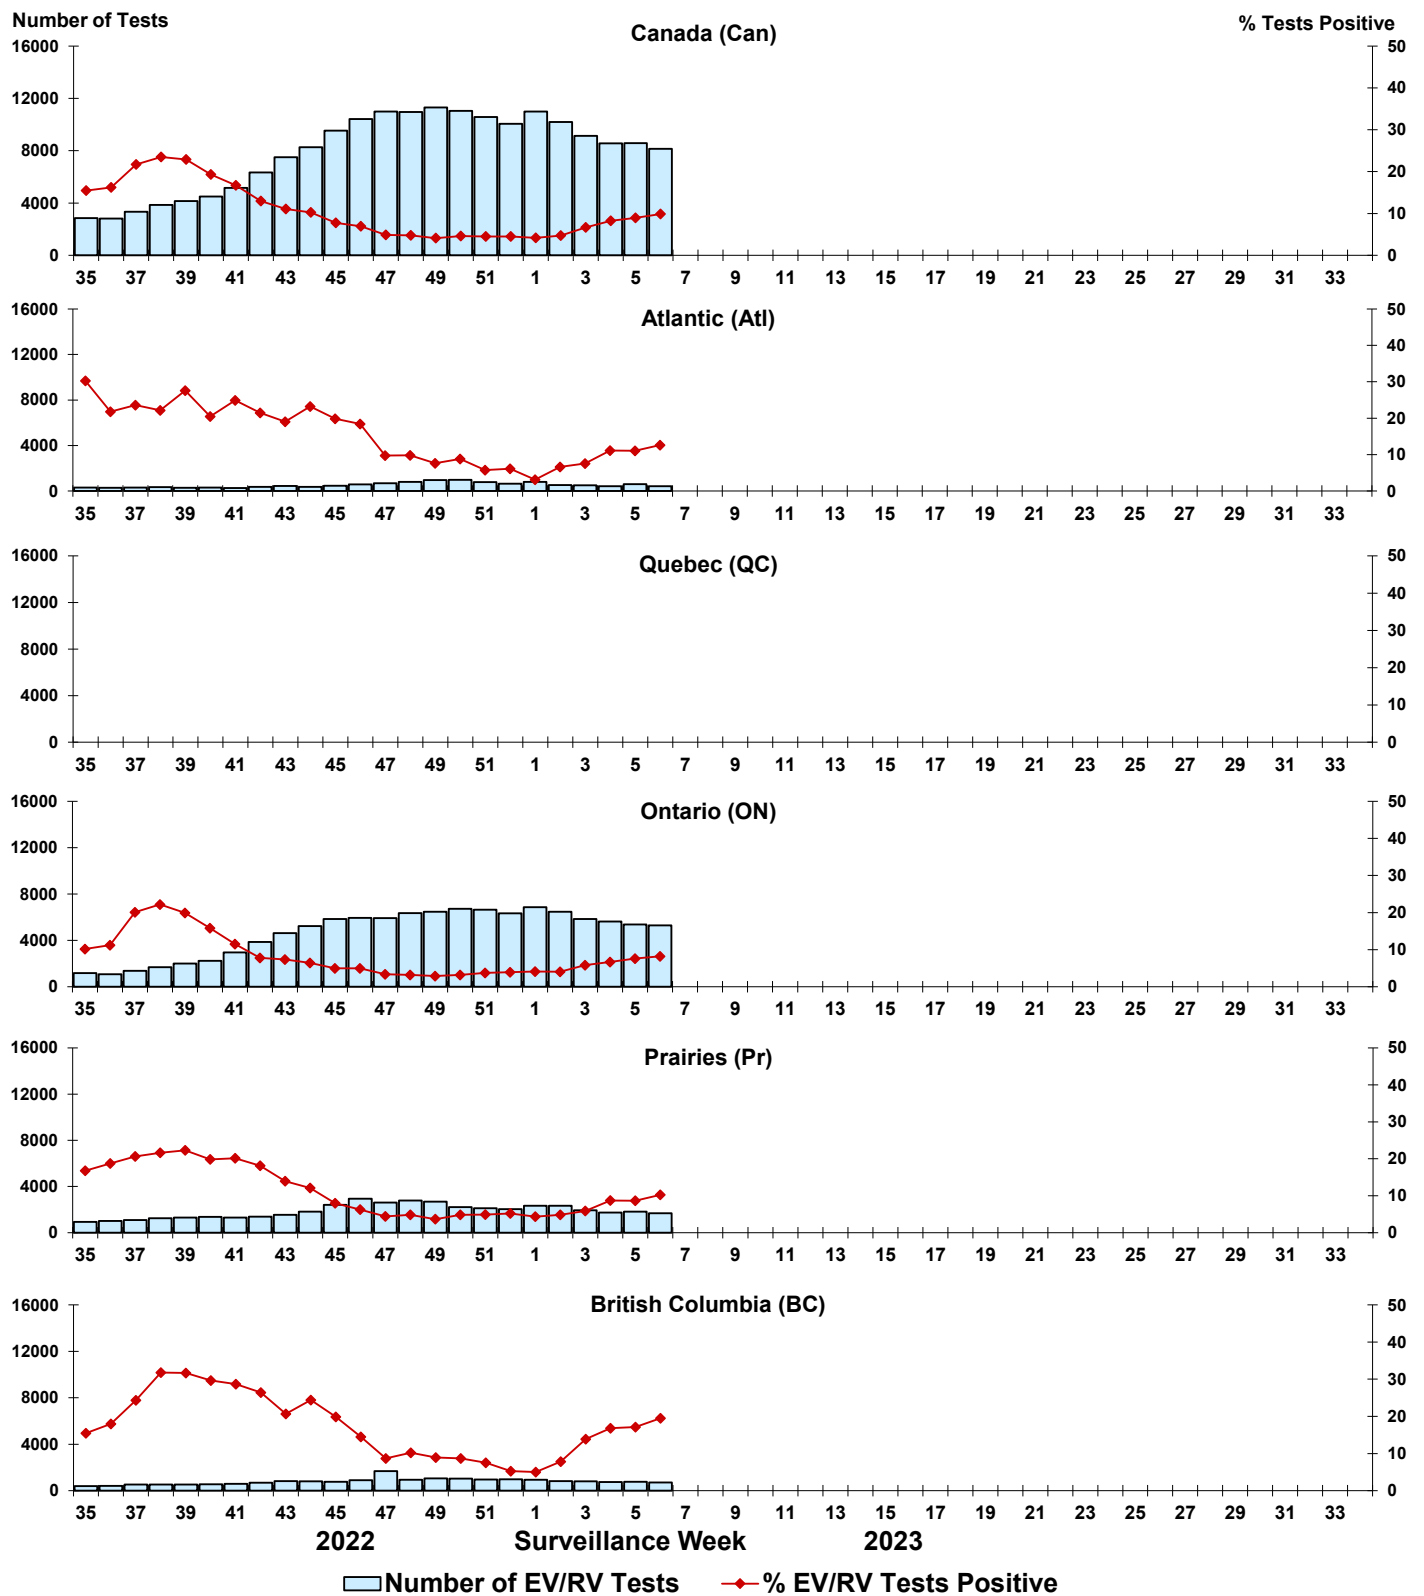 Number of Tests
% Tests Positive
Canada (Can)
16000 12000 8000 4000 0
50 40 30 20 10 0
35 37 39 41 43 45 47 49 51 1 3 5 7 9 11 13 15 17 19 21 23 25 27 29 31 33
Atlantic (Atl)
16000 12000 8000 4000 0
50 40 30 20 10 0
35 37 39 41 43 45 47 49 51 1 3 5 7 9 11 13 15 17 19 21 23 25 27 29 31 33
Quebec (QC)
16000 12000 8000 4000 0
50 40 30 20 10 0
35 37 39 41 43 45 47 49 51 1 3 5 7 9 11 13 15 17 19 21 23 25 27 29 31 33
Ontario (ON)
16000 12000 8000 4000 0
50 40 30 20 10 0
35 37 39 41 43 45 47 49 51 1 3 5 7 9 11 13 15 17 19 21 23 25 27 29 31 33
Prairies (Pr)
16000 12000 8000 4000 0
50 40 30 20 10 0
35 37 39 41 43 45 47 49 51 1 3 5 7 9 11 13 15 17 19 21 23 25 27 29 31 33
British Columbia (BC)
16000 12000 8000 4000 0
50 40 30 20 10 0
35 37 39 41 43 45 47 49 51 1 3 5 7 9 11 13 15 17 19 21 23 25 27 29 31 33
2022 Surveillance Week 2023
Number of EV/RV Tests % EV/RV Tests Positive